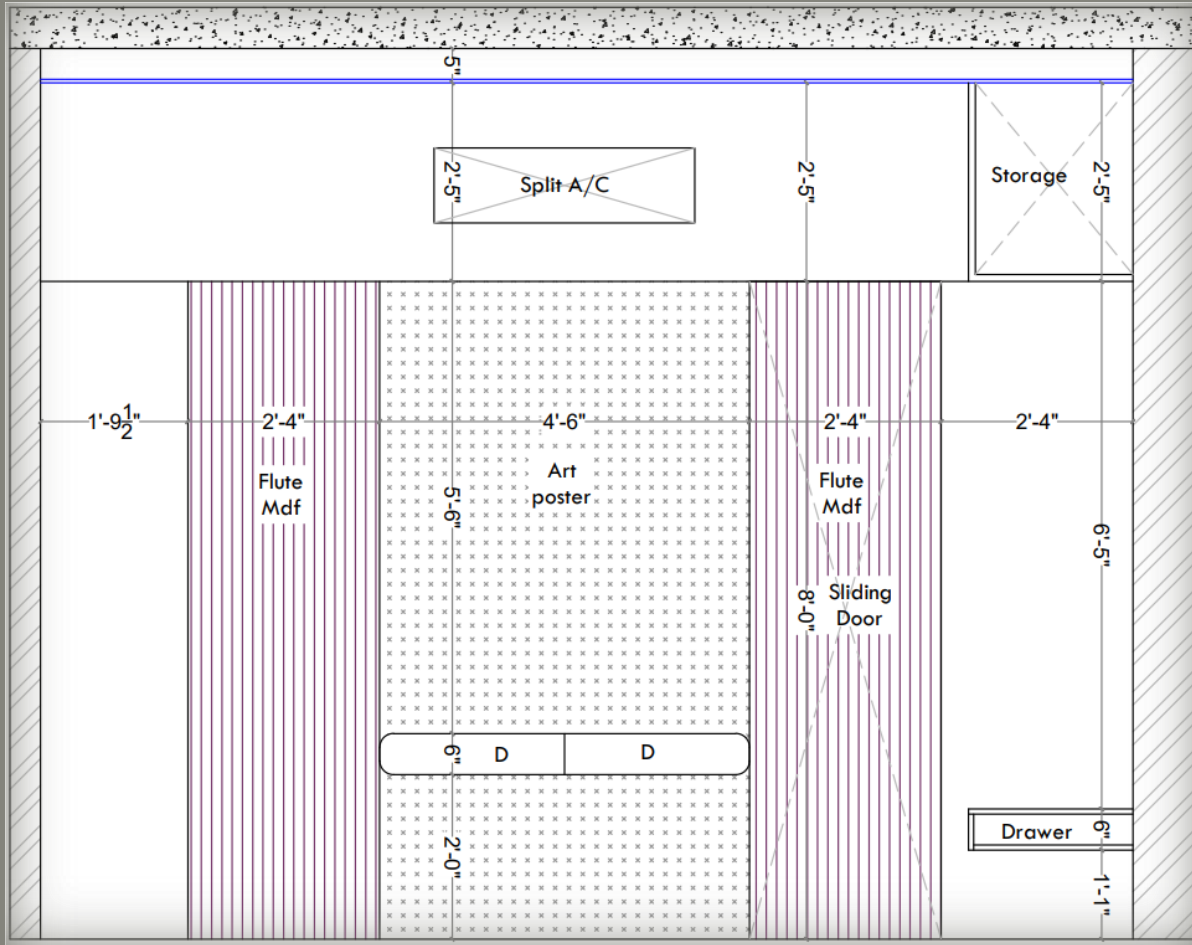 5"
2'-5"
Split A/C
2'-5"
Storage
2'-5"
1'-9 1/2"
2'-4"
4'-6"
2'-4"
2'-4"
Flute
Mdf
Art
poster
Flute
Mdf
5'-6"
6'-5"
8'-0"
Sliding
Door
6"
D
D
Drawer
6"
2'-0"
1'-1"